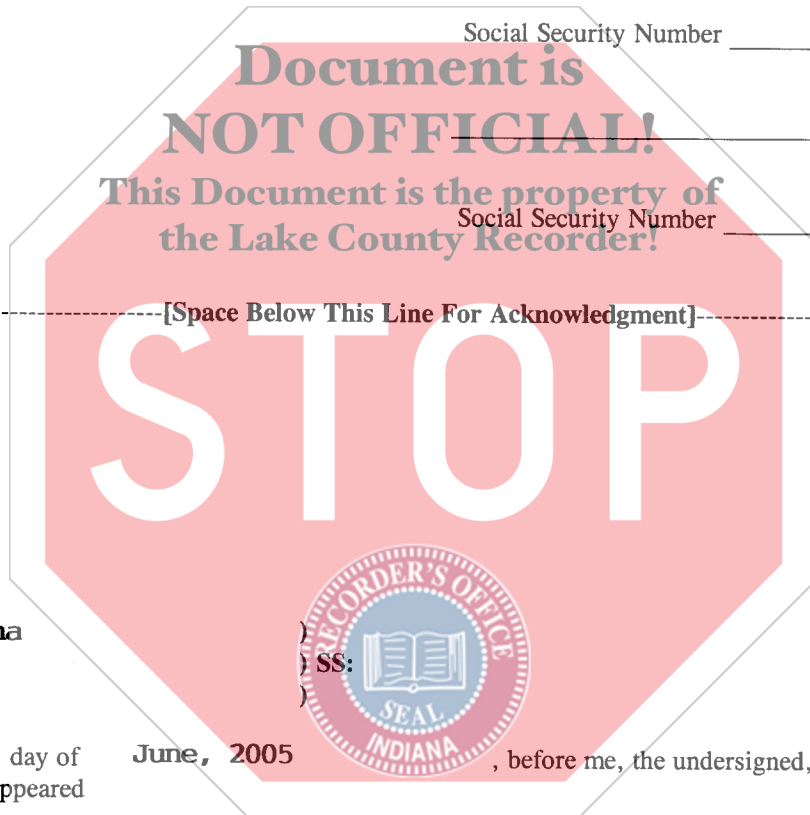 Social Security Number
Document is
NOT OFFICIAL!
This Document is the property of
the Lake County Recorder!
Social Security Number
[Space Below This Line For Acknowledgment]
STOP
RECORDER'S OFFICE
SEAL
INDIANA
)
) SS:
)
day of June, 2005 , before me, the undersigned,